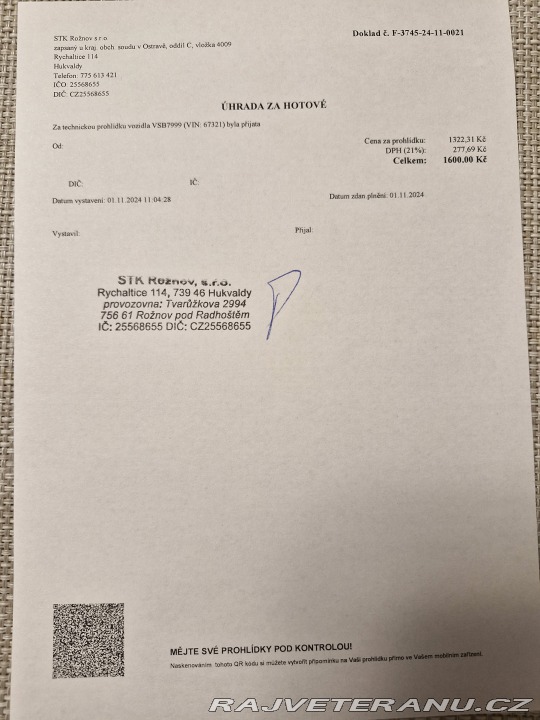 STK Rožnov s r.o
Doklad č. F-3745-24-11-0021
zapsaný u kraj. obch. soudu v Ostravě, oddíl C, vložka 4009
Rychaltice 114
Hukvaldy
Telefon: 775 613 421
IČO: 25568655
DIČ: CZ25568655
ÚHRADA ZA HOTOVÉ
Za technickou prohlídku vozidla VSB7999 (VIN: 67321) byla přijata
Od:
Cena za prohlídku: 1322,31 Kč
DPH (21%): 277,69 Kč
Celkem: 1600,00 Kč
DIČ: IČ:
Datum vystavení: 01.11.2024 11:04:28
Datum zdan plnění: 01.11.2024
Vystavil: Přijal:
STK Rožnov, s.r.o.
Rychaltice 114, 739 46 Hukvaldy
provozovna: Tvarůžkova 2994
756 61 Rožnov pod Radhoštěm
IČ: 25568655 DIČ: CZ25568655
MĚJTE SVÉ PROHLÍDKY POD KONTROLOU!
Naskenováním tohoto QR kódu si můžete vytvořit připomínku na Vaši prohlídku přímo ve Vašem mobilním zařízení.
RAJVETERANU.CZ